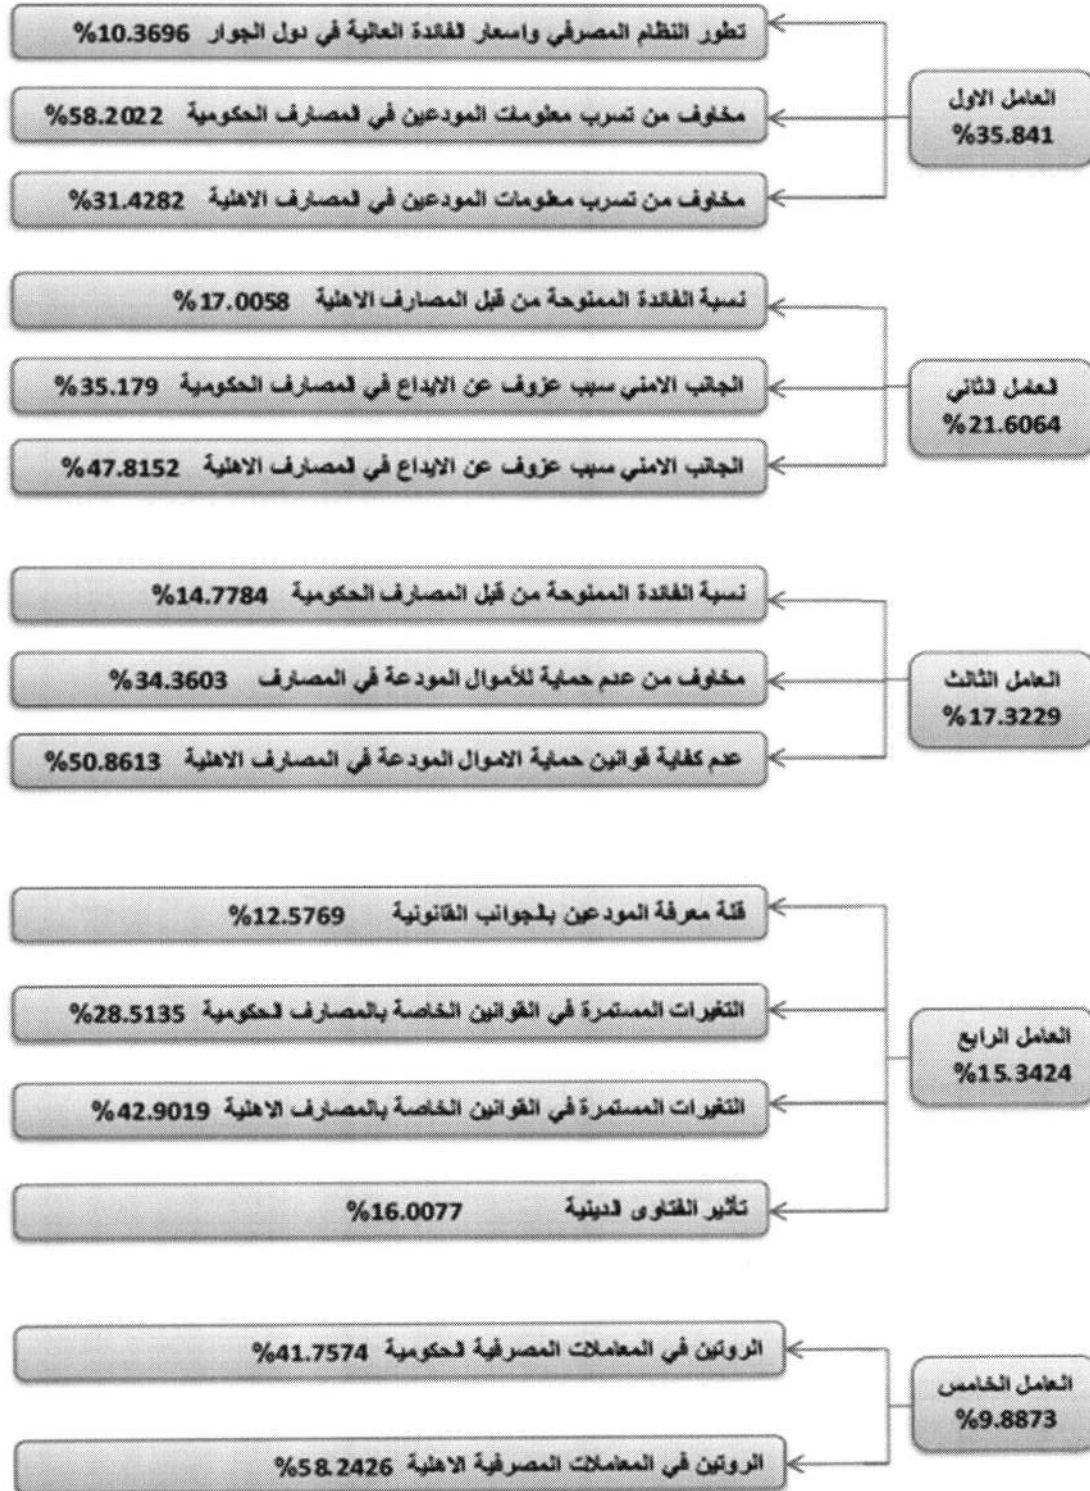 العامل الاول
%35.841
تطور النظام المصرفي واسعار الفائدة العالية في دول الجوار %10.3696
مخاوف من تسرب معلومات المودعين في المصارف الحكومية %58.2022
مخاوف من تسرب معلومات المودعين في المصارف الاهلية %31.4282
العامل الثاني
%21.6064
نسبة الفائدة الممنوحة من قبل المصارف الاهلية %17.0058
الجانب الامني سبب عزوف عن الايداع في المصارف الحكومية %35.179
الجانب الامني سبب عزوف عن الايداع في المصارف الاهلية %47.8152
العامل الثالث
%17.3229
نسبة الفائدة الممنوحة من قبل المصارف الحكومية %14.7784
مخاوف من عدم حماية للأموال المودعة في المصارف %34.3603
عدم كفاية قوانين حماية الاموال المودعة في المصارف الاهلية %50.8613
العامل الرابع
%15.3424
قلة معرفة المودعين بالجوانب القانونية %12.5769
التغيرات المستمرة في القوانين الخاصة بالمصارف الحكومية %28.5135
التغيرات المستمرة في القوانين الخاصة بالمصارف الاهلية %42.9019
تأثير الفتاوى الدينية %16.0077
العامل الخامس
%9.8873
الروتين في المعاملات المصرفية الحكومية %41.7574
الروتين في المعاملات المصرفية الاهلية %58.2426